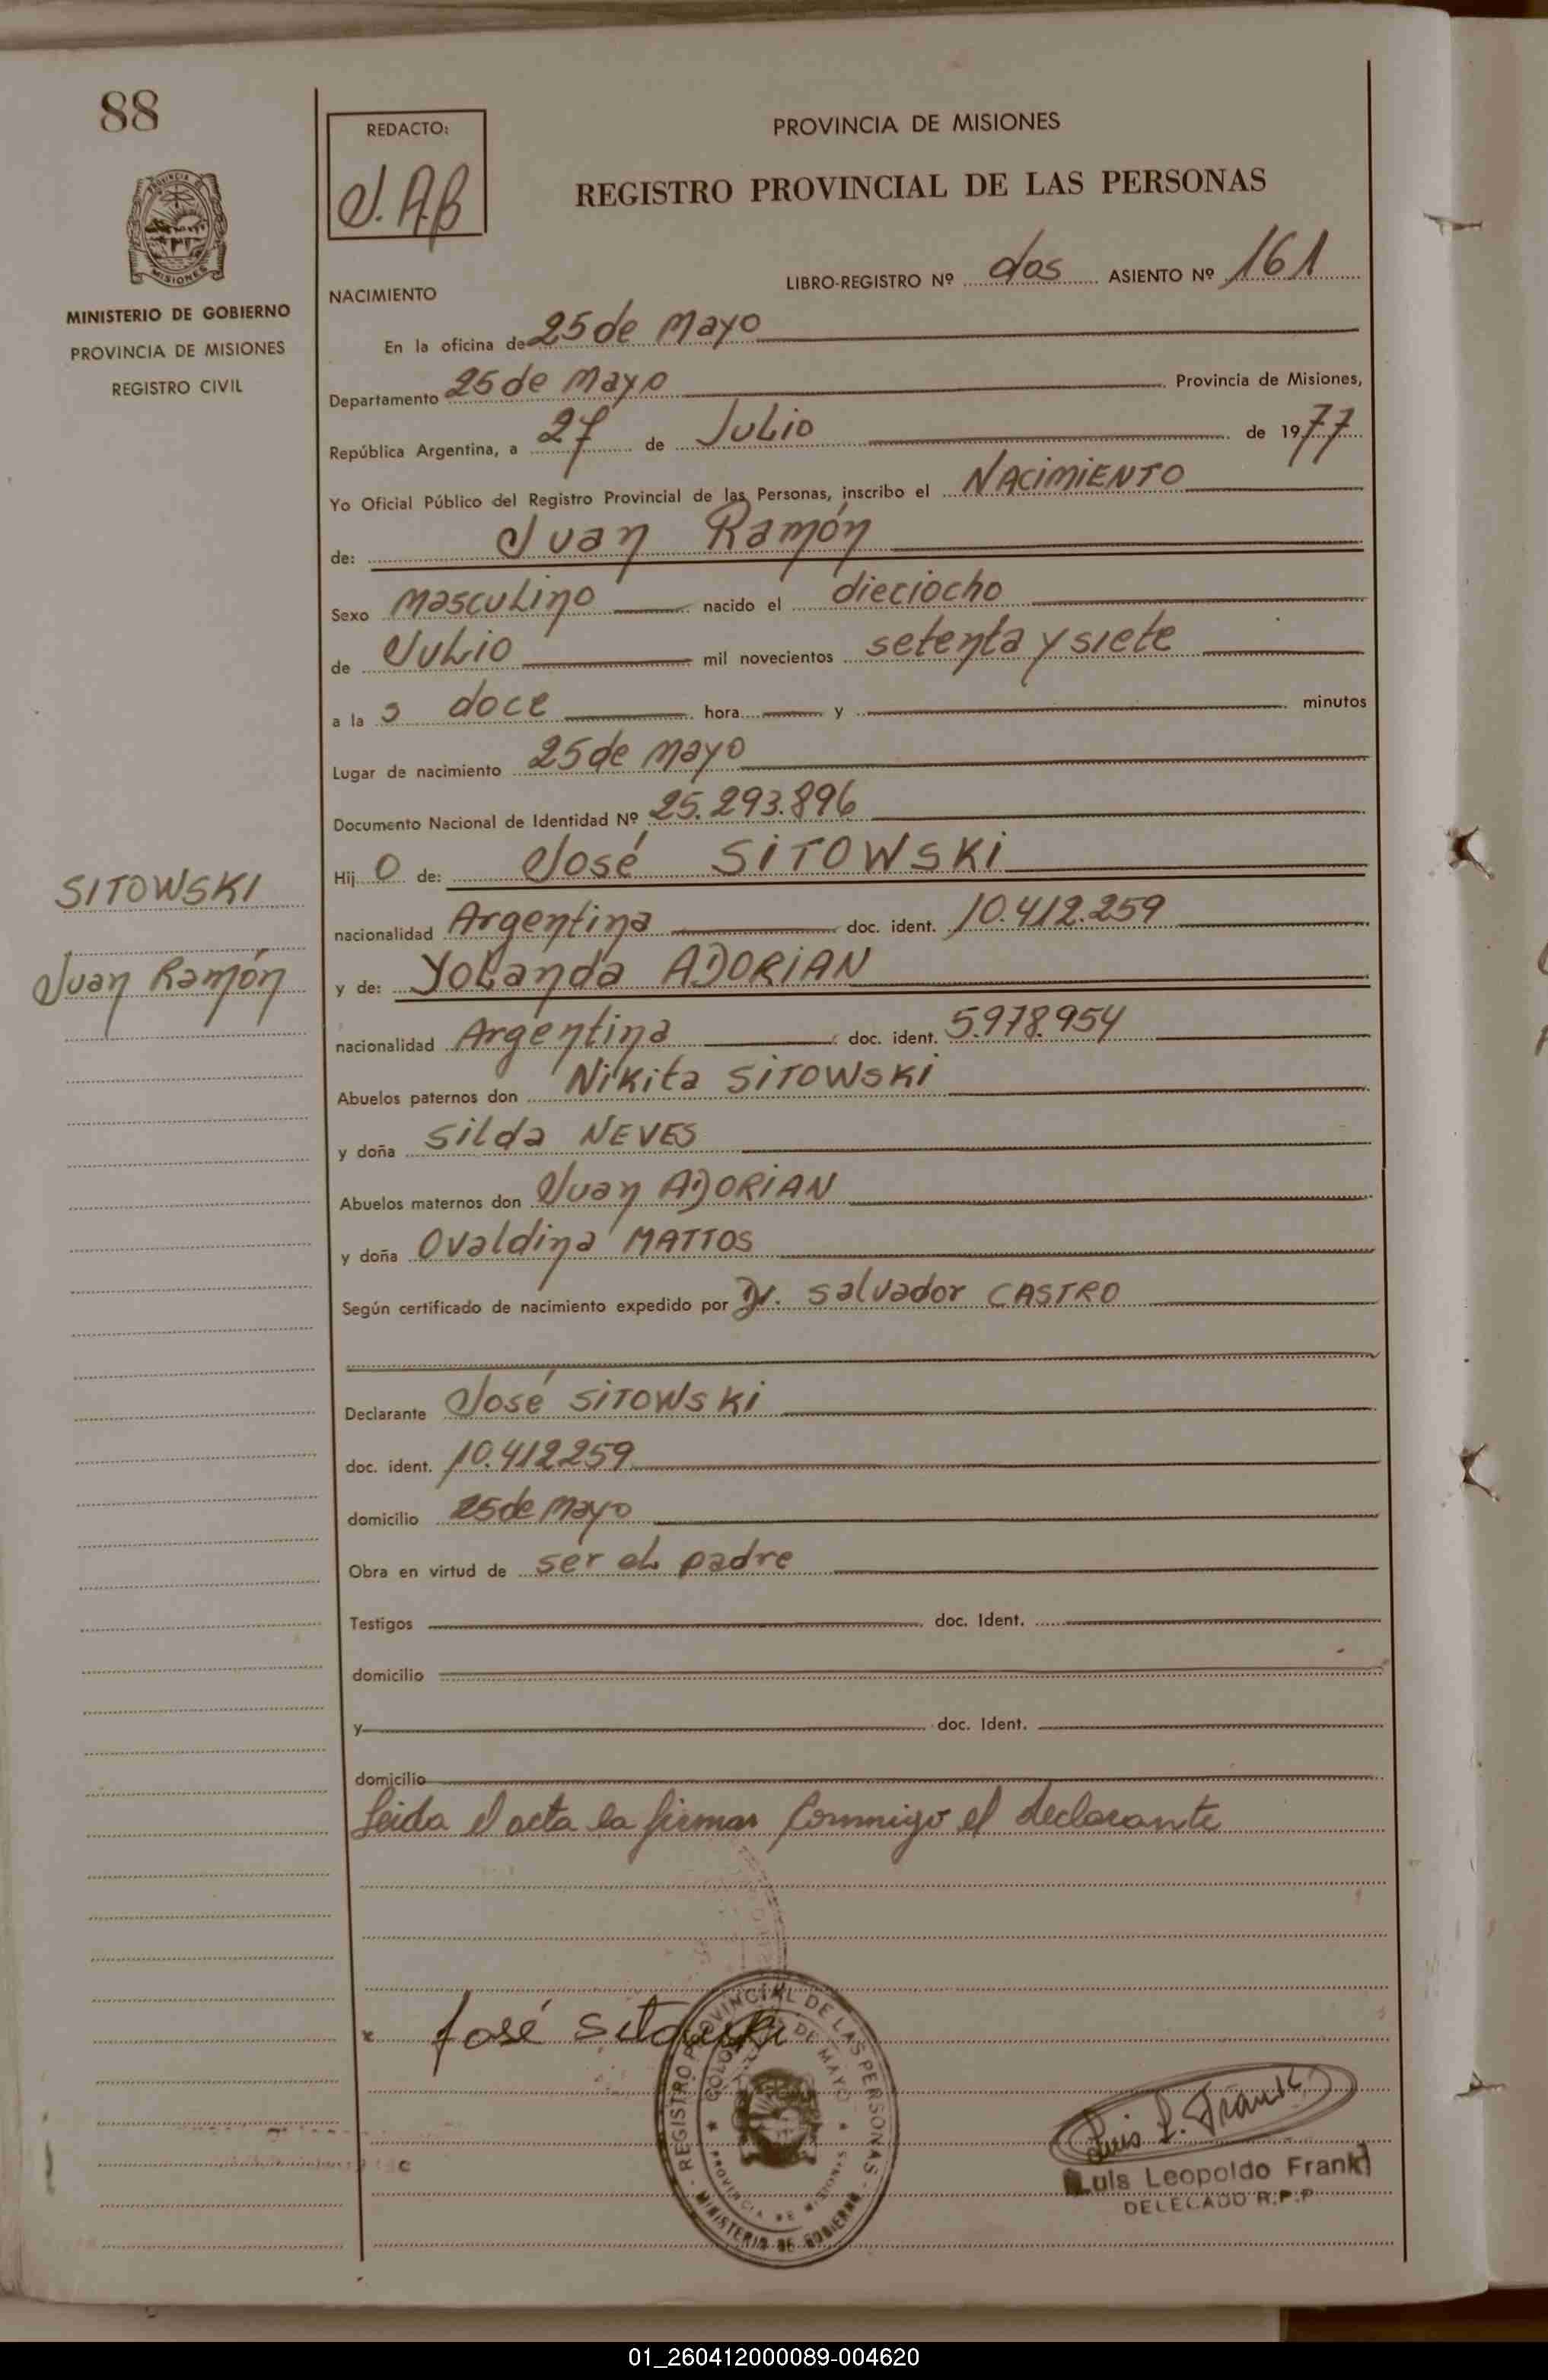 88
REDACTO:
J.A.B
PROVINCIA DE MISIONES
REGISTRO PROVINCIAL DE LAS PERSONAS
MISIONES
MINISTERIO DE GOBIERNO
PROVINCIA DE MISIONES
REGISTRO CIVIL
LIBRO-REGISTRO Nº dos ASIENTO Nº 161
NACIMIENTO
En la oficina de 25 de Mayo
Departamento 25 de Mayo Provincia de Misiones,
República Argentina, a 27 de Julio de 1977
Yo Oficial Público del Registro Provincial de las Personas, inscribo el NACIMIENTO
de: Juan Ramón
Sexo Masculino nacido el dieciocho
de Julio mil novecientos setenta y siete
a la s doce hora y minutos
Lugar de nacimiento 25 de Mayo
Documento Nacional de Identidad Nº 25.293.896
Hij o de: José SITOWSKI
SITOWSKI
nacionalidad Argentina doc. ident. 10.412.259
Juan Ramón
y de: Yolanda ADORIAN
nacionalidad Argentina doc. ident. 5.978.954
Abuelos paternos don Nikita SITOWSKI
y doña Silda NEVES
Abuelos maternos don Juan ADORIAN
y doña Ovaldina MATTOS
Según certificado de nacimiento expedido por Dr. Salvador CASTRO
Declarante José SITOWSKI
doc. ident. 10.412259
domicilio 25 de Mayo
Obra en virtud de ser el padre
Testigos doc. Ident.
domicilio
y doc. Ident.
domicilio
Leida el acta la firman conmigo el declarante
x José Sitowski
REGISTRO PROVINCIAL DE LAS PERSONAS - MINISTERIO DE GOBIERNO
DE MAYO
PROVINCIA DE MISIONES
Luis L. Frank
Luis Leopoldo Frank
DELEGADO R.P.P
01_260412000089-004620